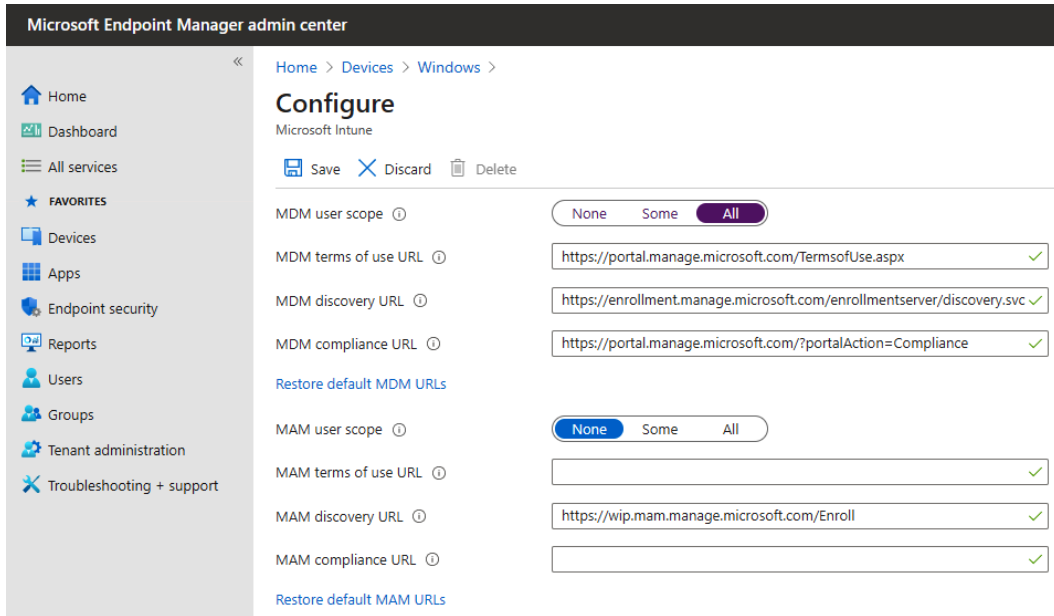 Microsoft Endpoint Manager admin center
«
Home > Devices > Windows >
Home
Configure
Microsoft Intune
Dashboard
All services
Save Discard Delete
FAVORITES
MDM user scope None Some All
Devices
MDM terms of use URL https://portal.manage.microsoft.com/TermsofUse.aspx
Apps
MDM discovery URL https://enrollment.manage.microsoft.com/enrollmentserver/discovery.svc
Endpoint security
MDM compliance URL https://portal.manage.microsoft.com/?portalAction=Compliance
Reports
Users
Restore default MDM URLs
Groups
MAM user scope None Some All
Tenant administration
MAM terms of use URL
Troubleshooting + support
MAM discovery URL https://wip.mam.manage.microsoft.com/Enroll
MAM compliance URL
Restore default MAM URLs